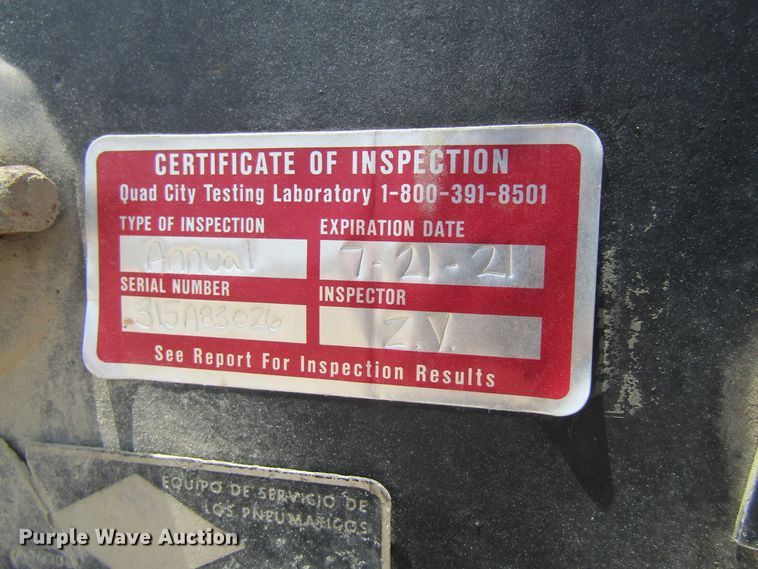 CERTIFICATE OF INSPECTION
Quad City Testing Laboratory 1-800-391-8501
TYPE OF INSPECTION EXPIRATION DATE
Annual 7-21-21
SERIAL NUMBER INSPECTOR
315A83026 Z.V.
See Report For Inspection Results
EQUIPO DE SERVICIO DE
LOS PNEUMATICOS
Purple Wave Auction